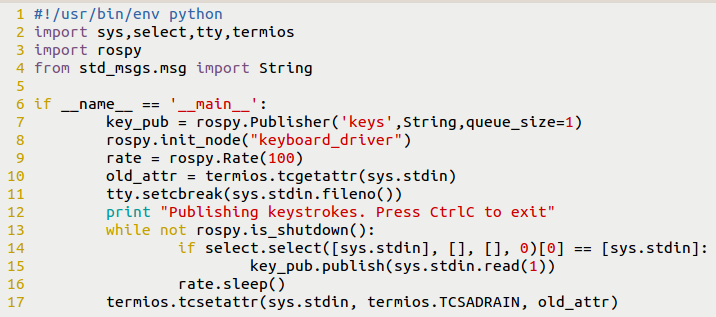 1 #!/usr/bin/env python
2 import sys,select,tty,termios
3 import rospy
4 from std_msgs.msg import String
5
6 if __name__ == '__main__':
7         key_pub = rospy.Publisher('keys',String,queue_size=1)
8         rospy.init_node("keyboard_driver")
9         rate = rospy.Rate(100)
10         old_attr = termios.tcgetattr(sys.stdin)
11         tty.setcbreak(sys.stdin.fileno())
12         print "Publishing keystrokes. Press CtrlC to exit"
13         while not rospy.is_shutdown():
14                 if select.select([sys.stdin], [], [], 0)[0] == [sys.stdin]:
15                         key_pub.publish(sys.stdin.read(1))
16                 rate.sleep()
17         termios.tcsetattr(sys.stdin, termios.TCSADRAIN, old_attr)